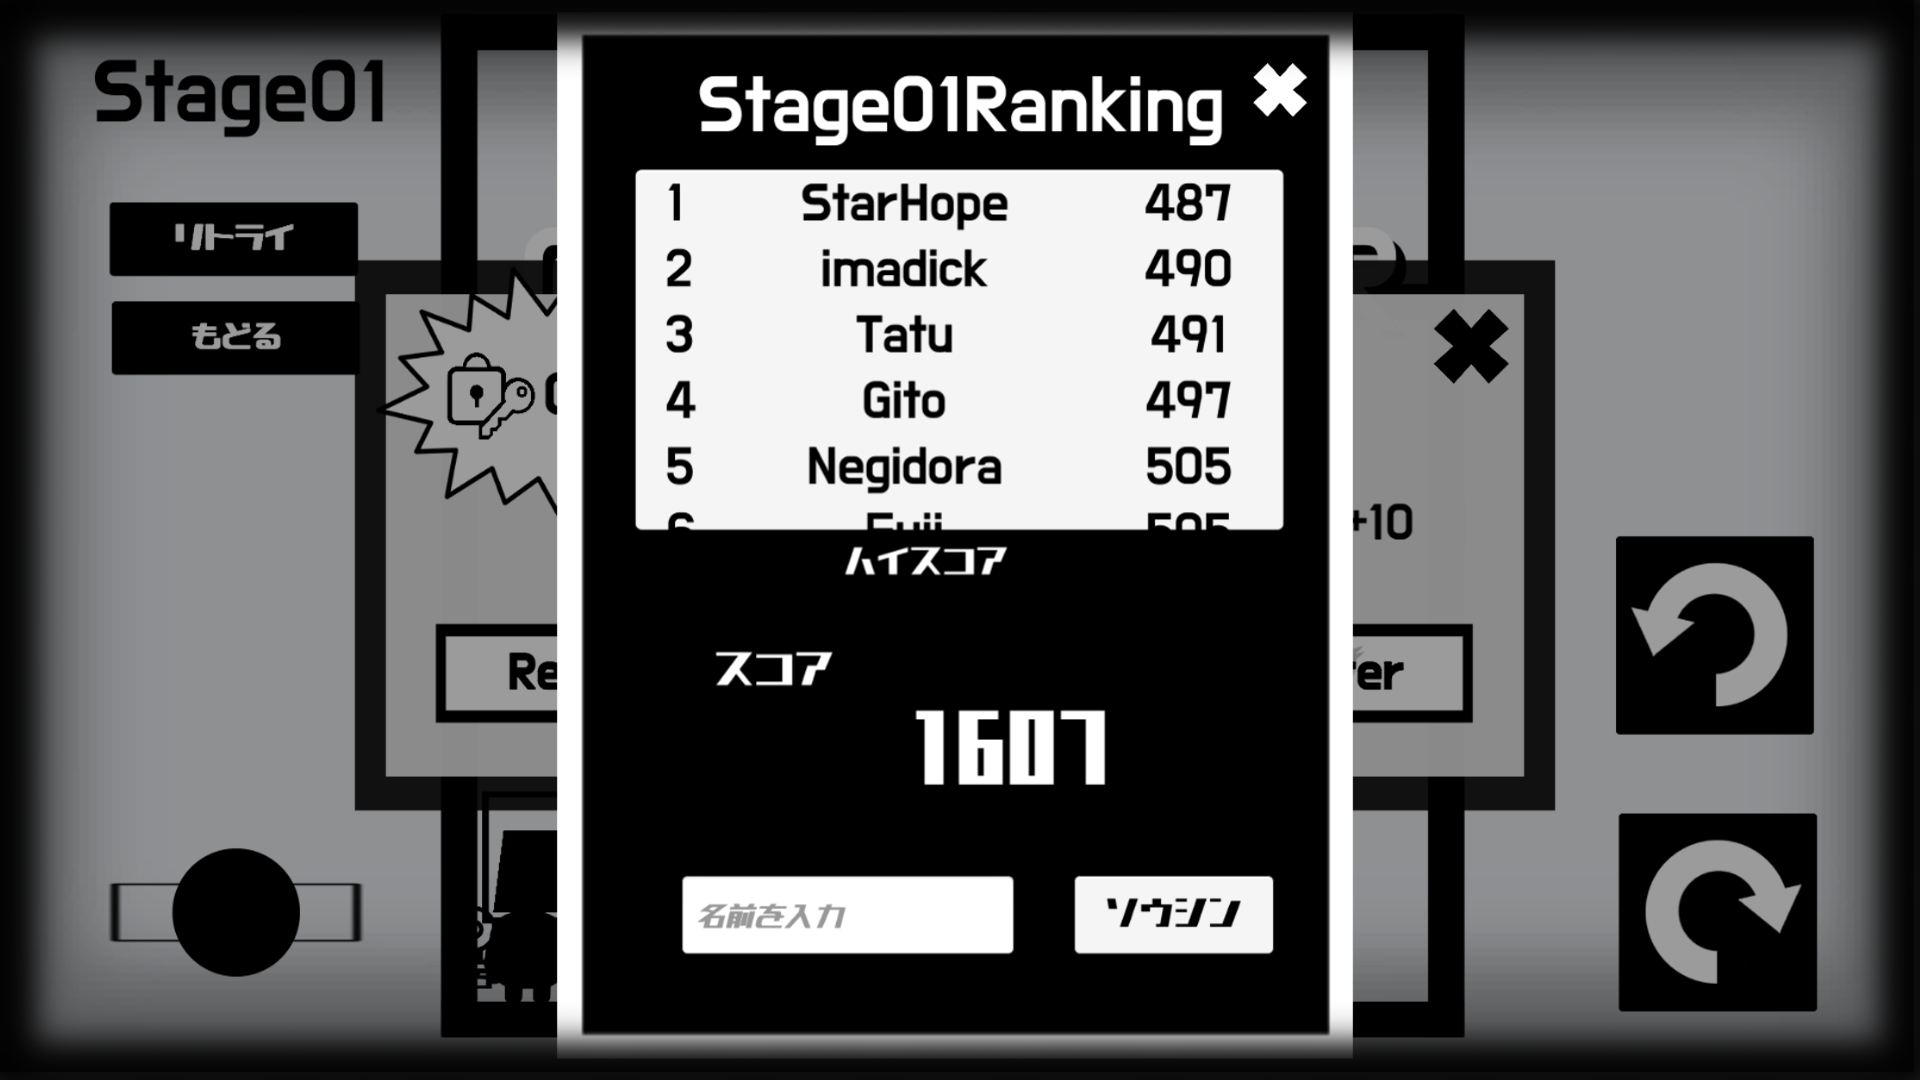 Stage01
リトライ
もどる
Stage01Ranking
1 StarHope 487
2 imadick 490
3 Tatu 491
4 Gito 497
5 Negidora 505
ハイスコア
スコア
1607
名前を入力
ソウシン
+10